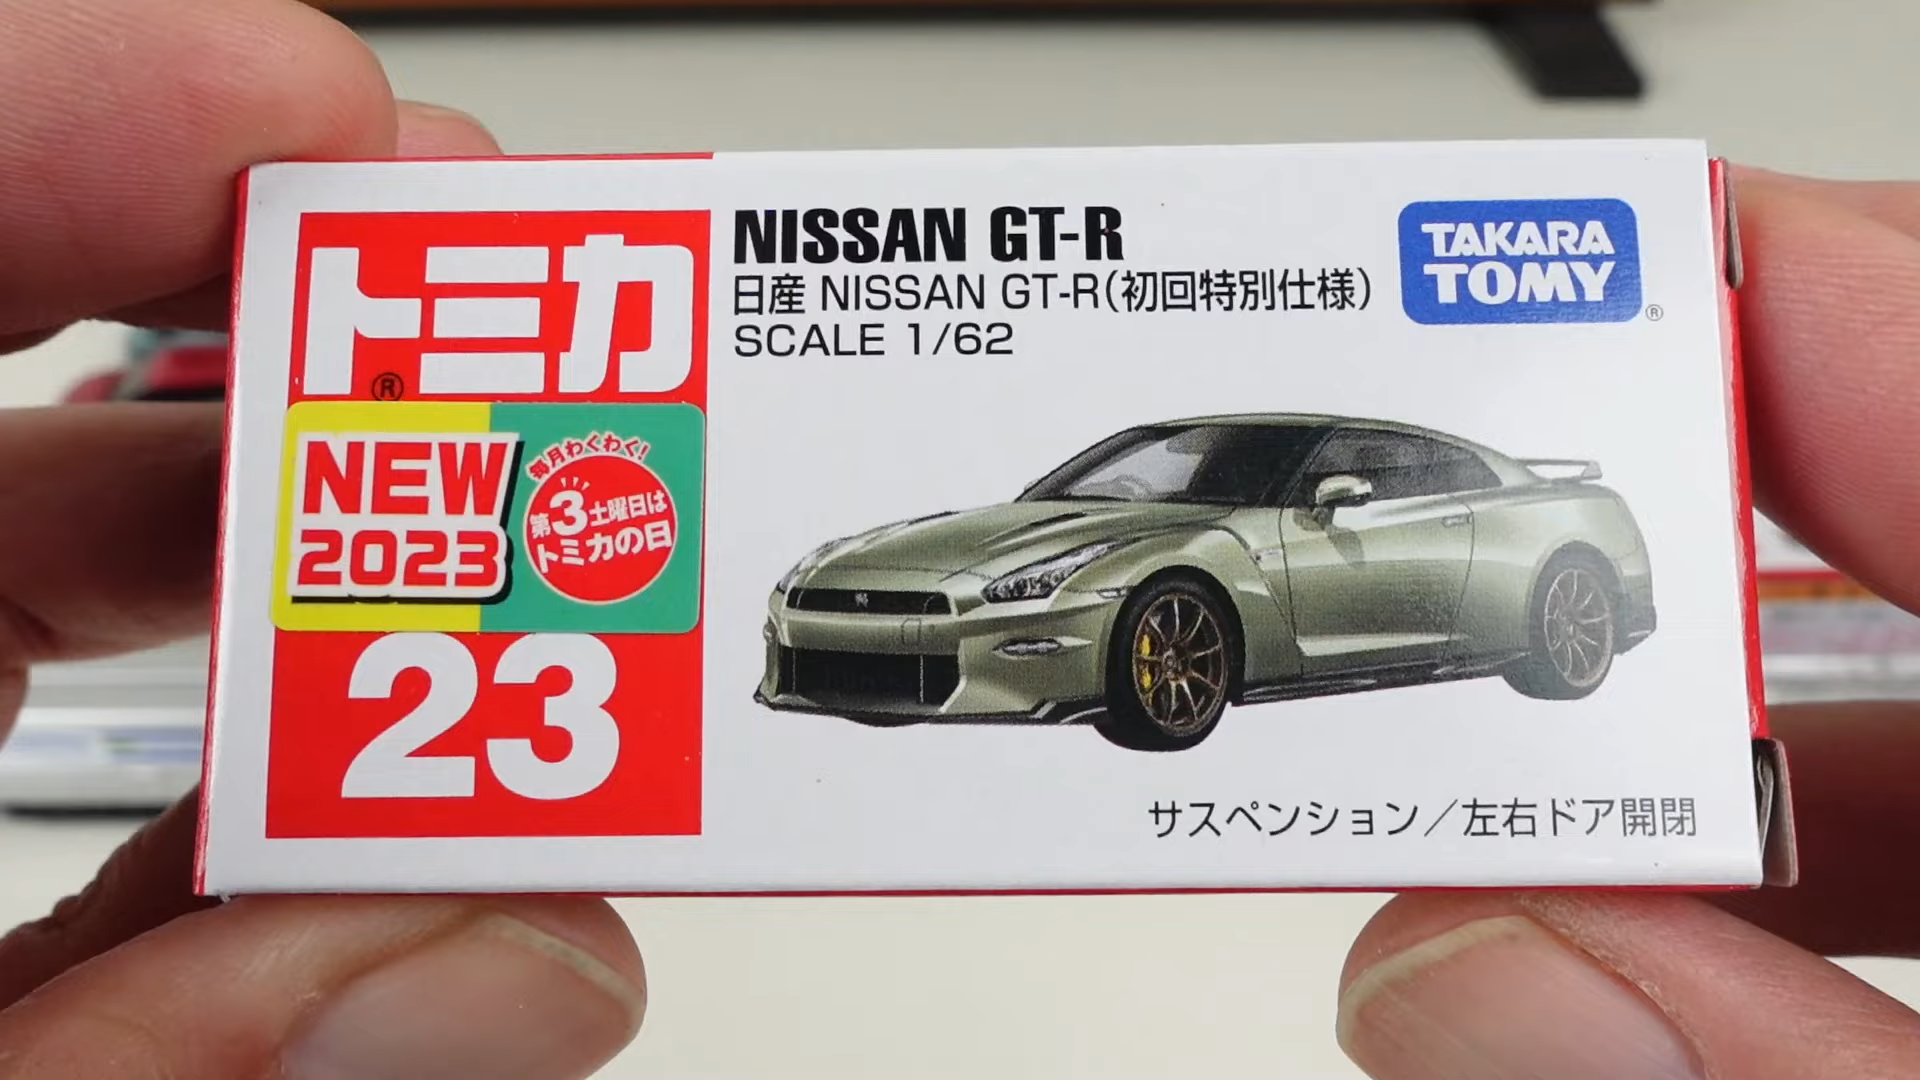 トミカ
®
NEW
2023
毎月わくわく!
第3土曜日は
トミカの日
23
NISSAN GT-R
日産 NISSAN GT-R(初回特別仕様)
SCALE 1/62
TAKARA
TOMY
®
サスペンション/左右ドア開閉